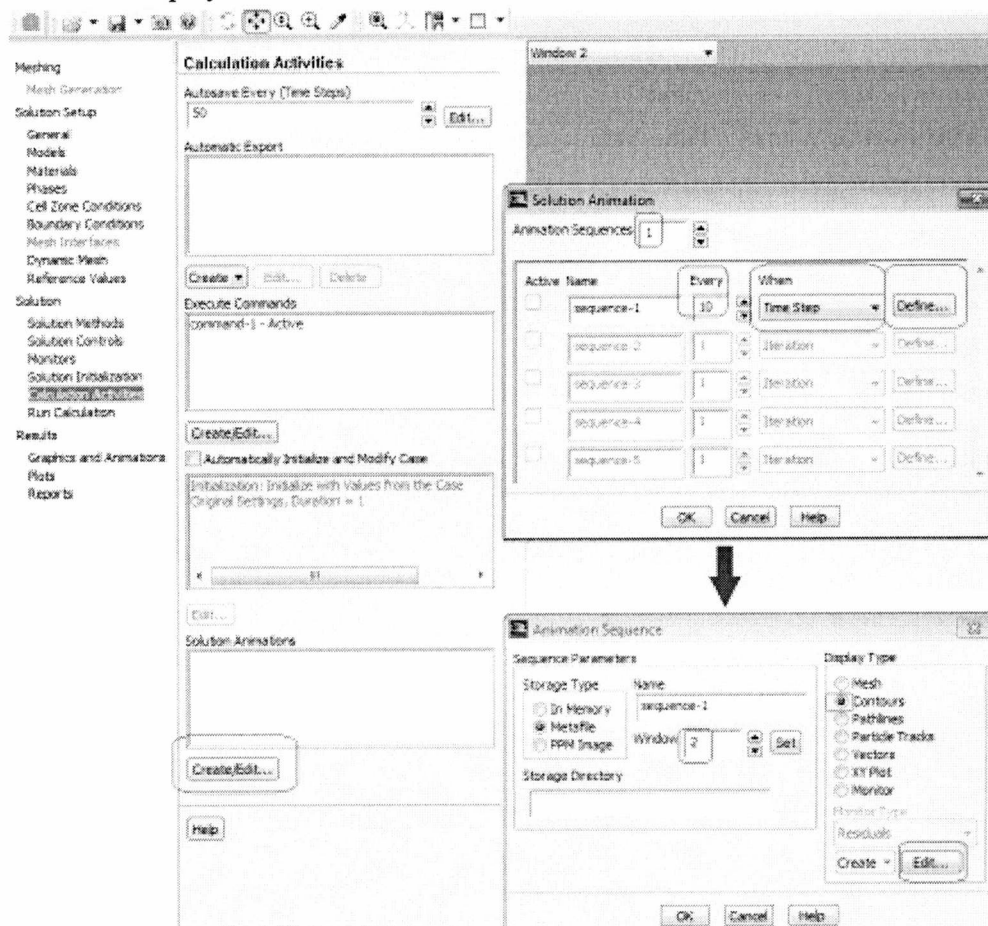 Meshing
Mesh Generation
Solution Setup
General
Models
Materials
Phases
Cell Zone Conditions
Boundary Conditions
Mesh Interfaces
Dynamic Mesh
Reference Values
Solution
Solution Methods
Solution Controls
Monitors
Solution Initialization
Calculation Activities
Run Calculation
Results
Graphics and Animations
Plots
Reports
Calculation Activities
Autosave Every (Time Steps)
50
Edit...
Automatic Export
Create
Edit...
Delete
Execute Commands
command-1 - Active
Create/Edit...
Automatically Initialize and Modify Case
Initialization: Initialize with Values from the Case
Original Settings, Duration = 1
Edit...
Solution Animations
Create/Edit...
Help
Window 2
Solution Animation
Animation Sequences 1
Active Name Every When
sequence-1 10 Time Step Define...
sequence-2 1 Iteration Define...
sequence-3 1 Iteration Define...
sequence-4 1 Iteration Define...
sequence-5 1 Iteration Define...
OK Cancel Help
Animation Sequence
Sequence Parameters
Storage Type
In Memory
Metafile
PPM Image
Name
sequence-1
Window 2 Set
Storage Directory
Display Type
Mesh
Contours
Pathlines
Particle Tracks
Vectors
XY Plot
Monitor
Monitor Type
Residuals
Create Edit...
OK Cancel Help